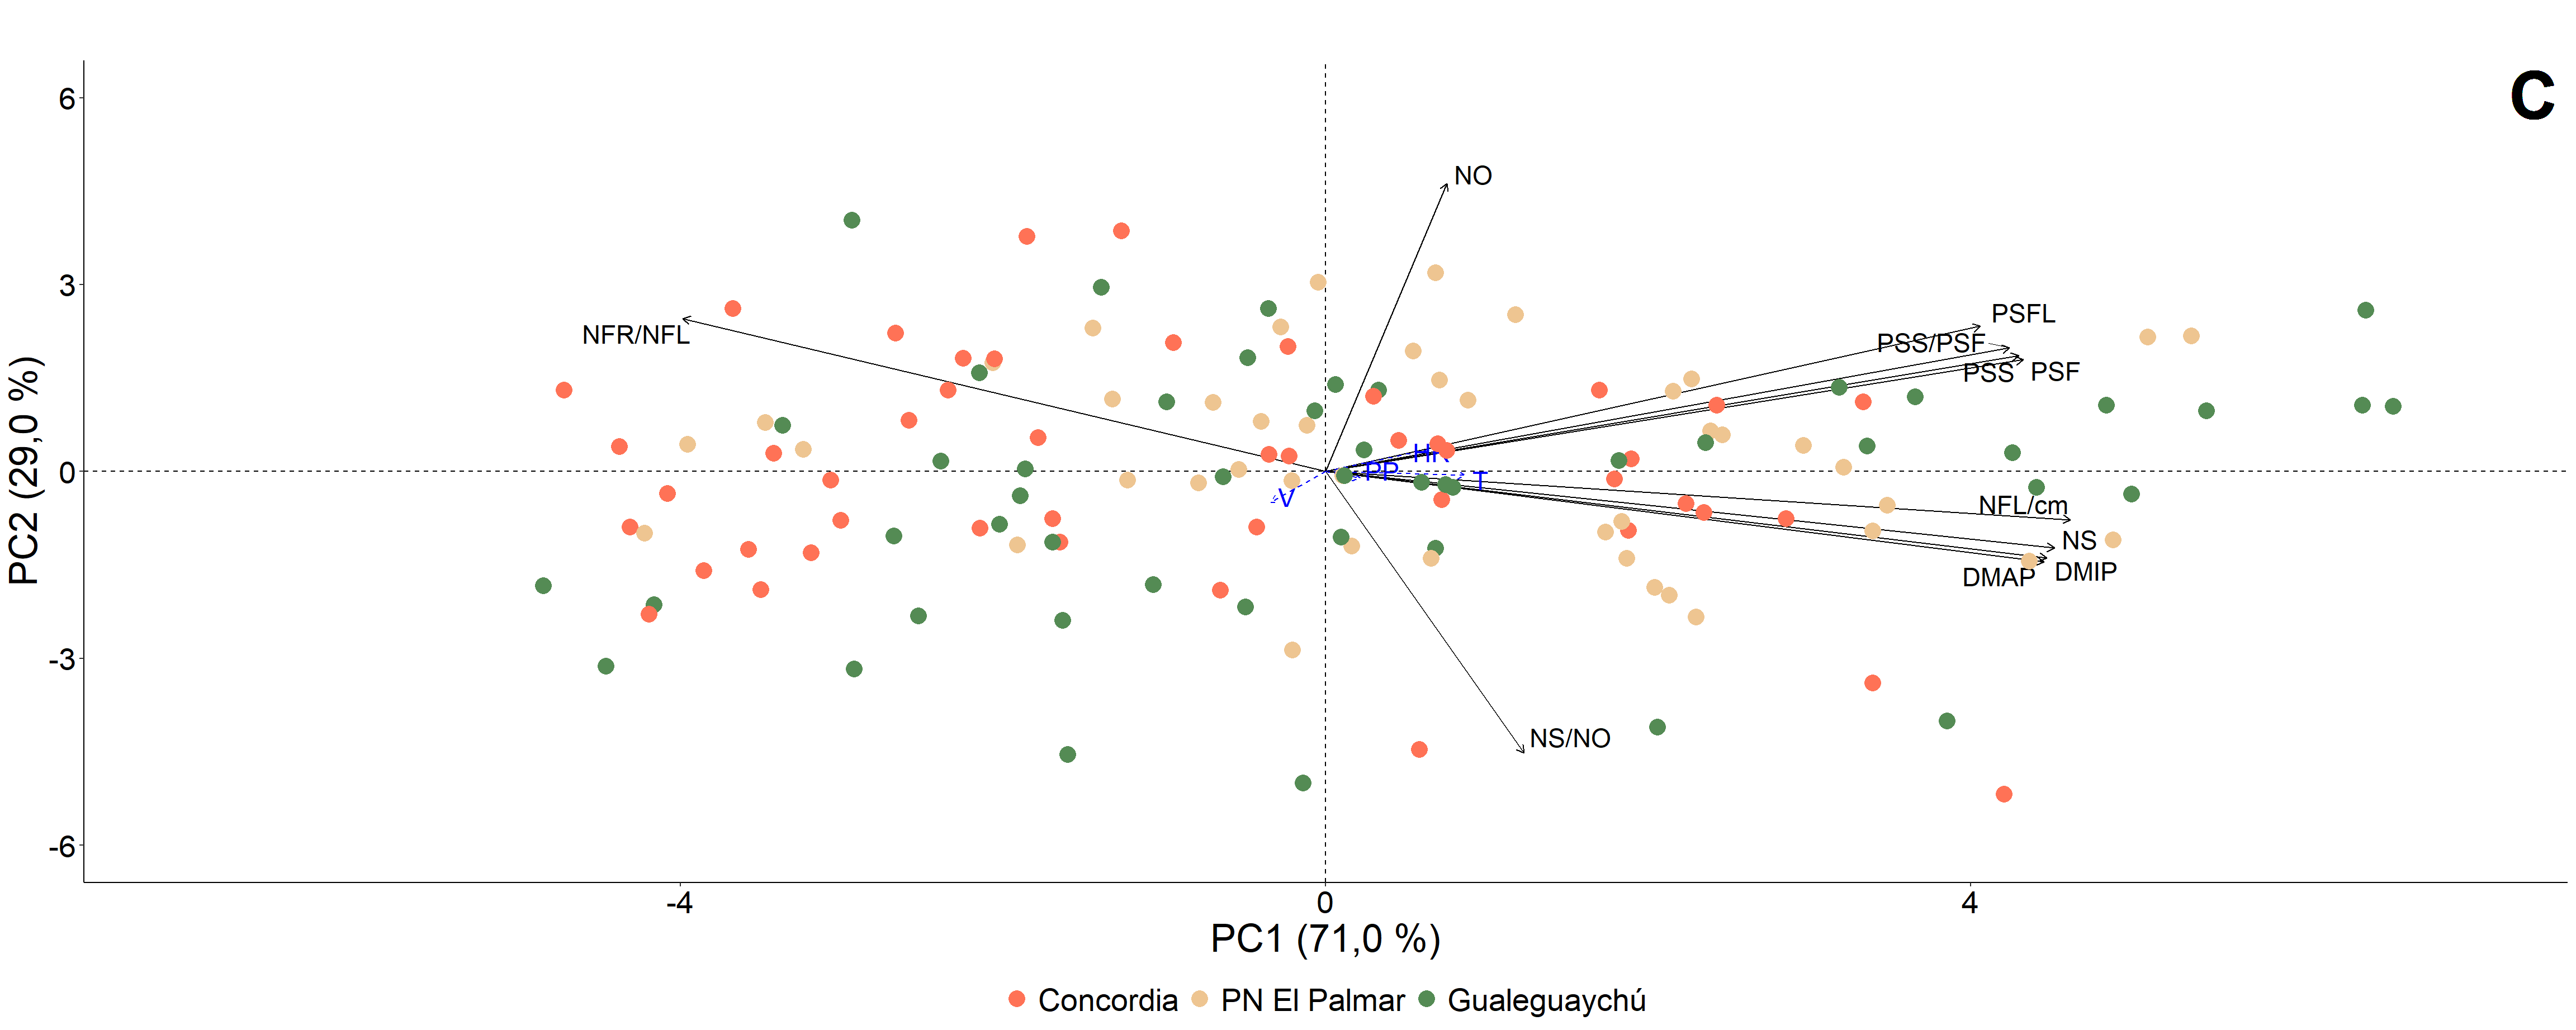 C
6
NO
3
PSFL
NFR/NFL
PSS/PSF
PSS
PSF
HR
PP
T
0
V
NFL/cm
NS
DMAP
DMIP
-3
NS/NO
-6
PC2 (29,0 %)
-4
0
4
PC1 (71,0 %)
Concordia PN El Palmar Gualeguaychú